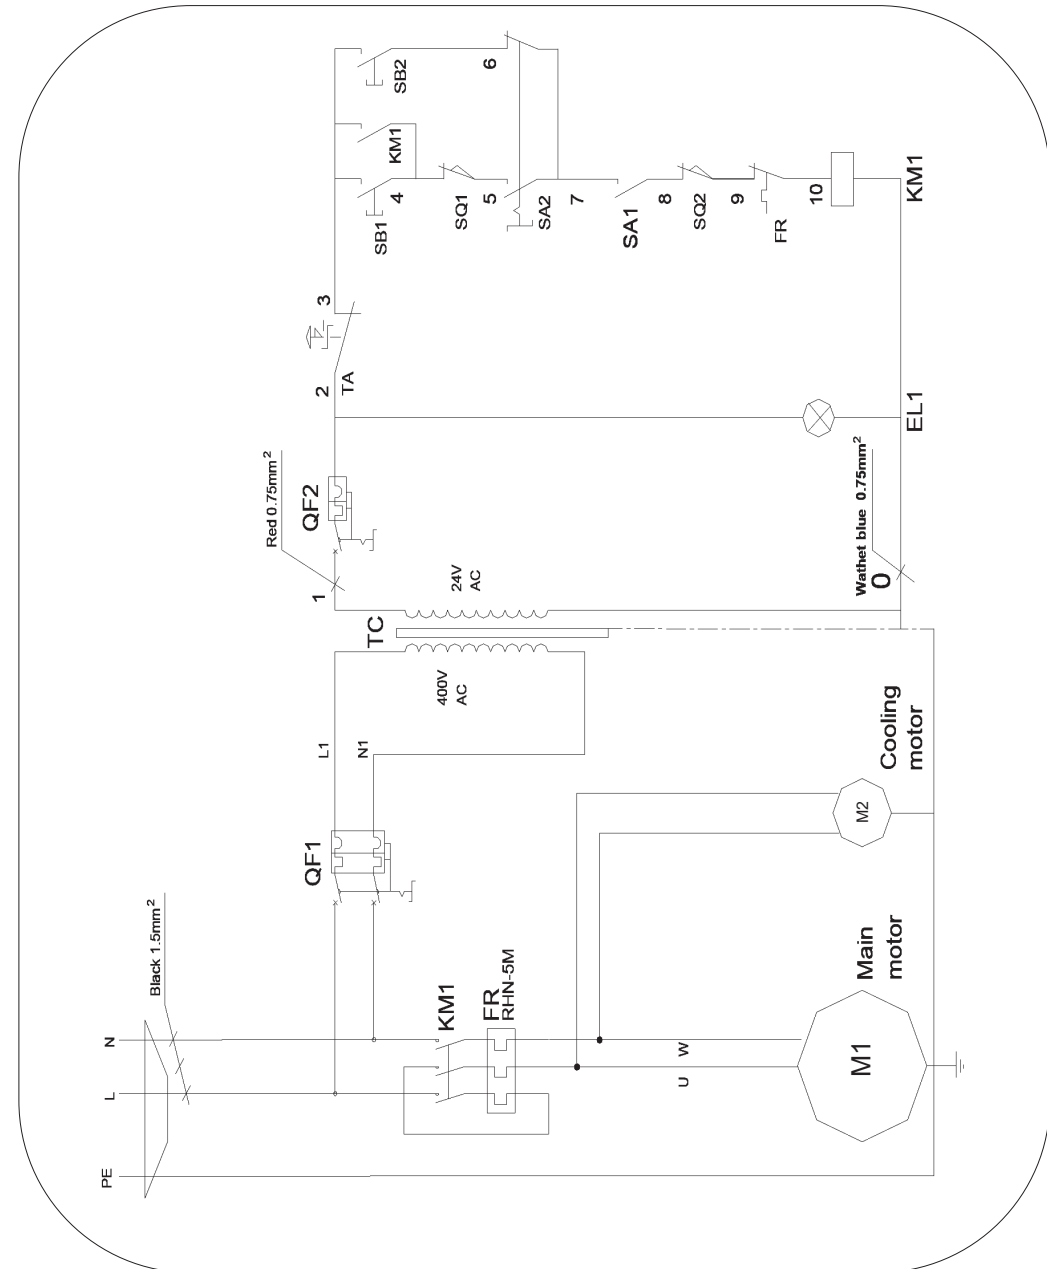 PE
L
N
Black 1.5mm²
KM1
FR
RHN-5M
U
W
M1
Main
motor
QF1
L1
N1
M2
Cooling
motor
400V
AC
TC
24V
AC
1
Red 0.75mm²
QF2
0
Wathet blue 0.75mm²
EL1
2
TA
3
SB1
4
KM1
SB2
SQ1
5
6
SA2
7
SA1
8
SQ2
9
FR
10
KM1